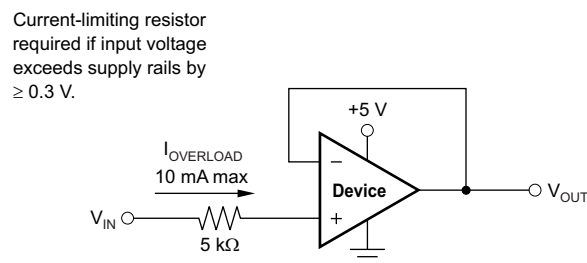 Current-limiting resistor
required if input voltage
exceeds supply rails by
≥ 0.3 V.
+5 V
I_OVERLOAD
10 mA max
−
Device
V_OUT
V_IN
+
5 kΩ